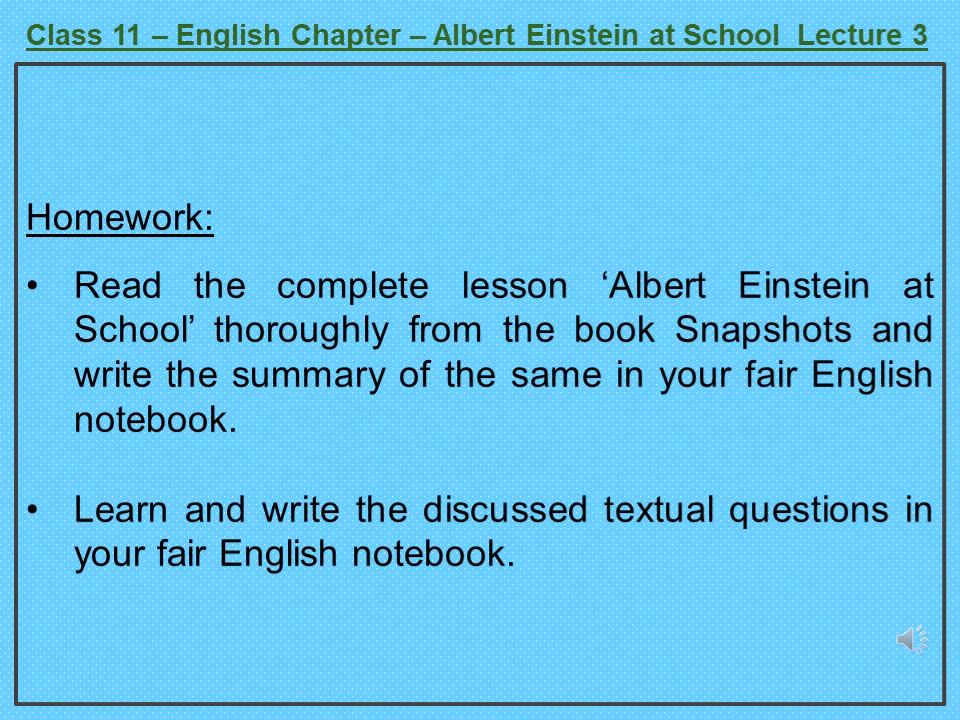 Class 11 – English Chapter – Albert Einstein at School  Lecture 3
Homework:
• Read the complete lesson ‘Albert Einstein at
School’ thoroughly from the book Snapshots and
write the summary of the same in your fair English
notebook.
• Learn and write the discussed textual questions in
your fair English notebook.